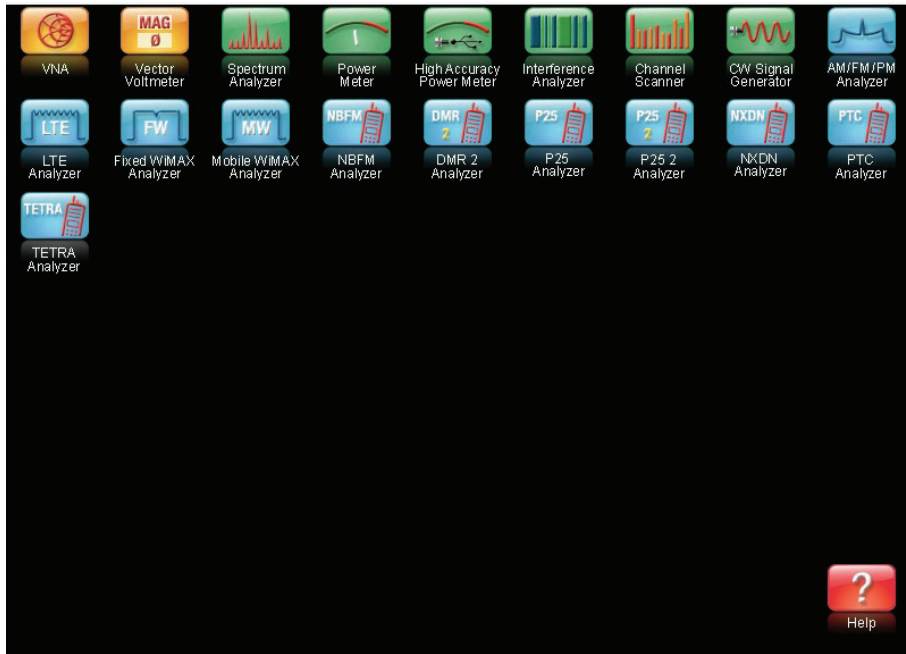 MAG
Ø
VNA
Vector
Voltmeter
Spectrum
Analyzer
Power
Meter
High Accuracy
Power Meter
Interference
Analyzer
Channel
Scanner
CW Signal
Generator
AM/FM/PM
Analyzer
LTE
LTE
Analyzer
FW
Fixed WiMAX
Analyzer
MW
Mobile WiMAX
Analyzer
NBFM
NBFM
Analyzer
DMR
2
DMR 2
Analyzer
P25
P25
Analyzer
P25
2
P25 2
Analyzer
NXDN
NXDN
Analyzer
PTC
PTC
Analyzer
TETRA
TETRA
Analyzer
?
Help